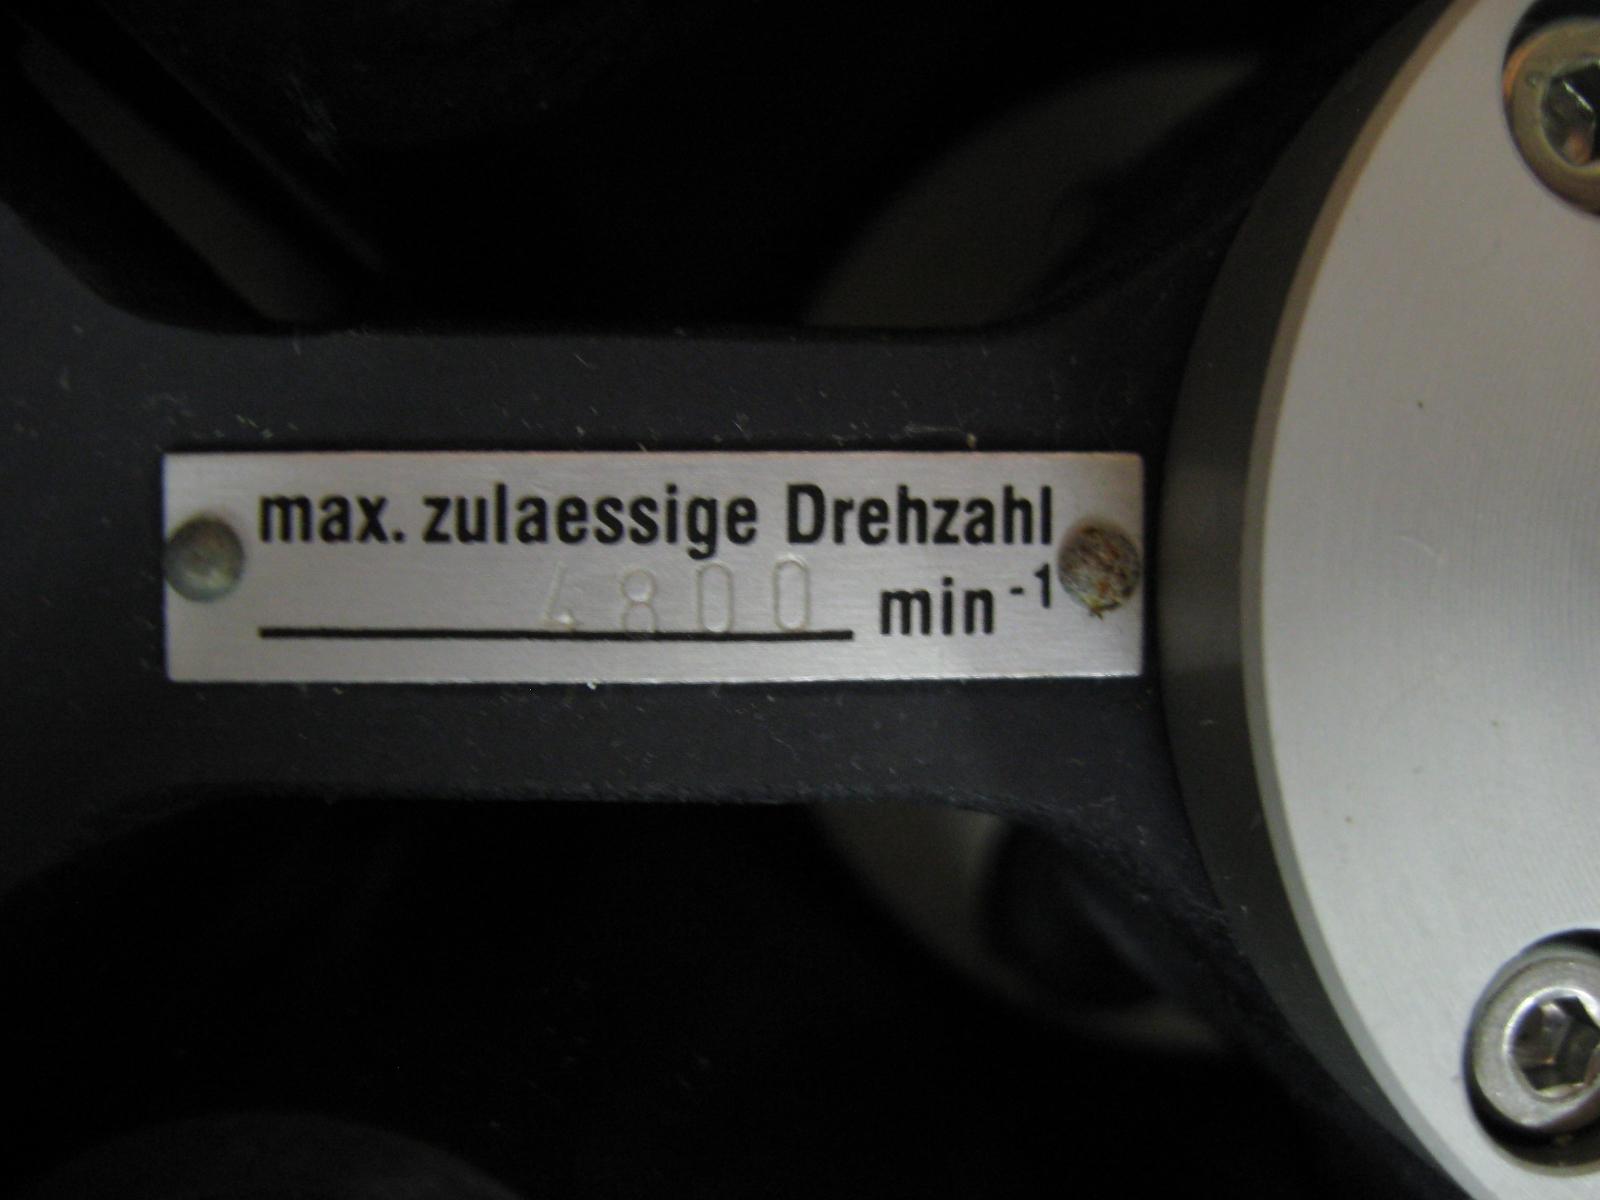 max. zulaessige Drehzahl
4800 min⁻¹